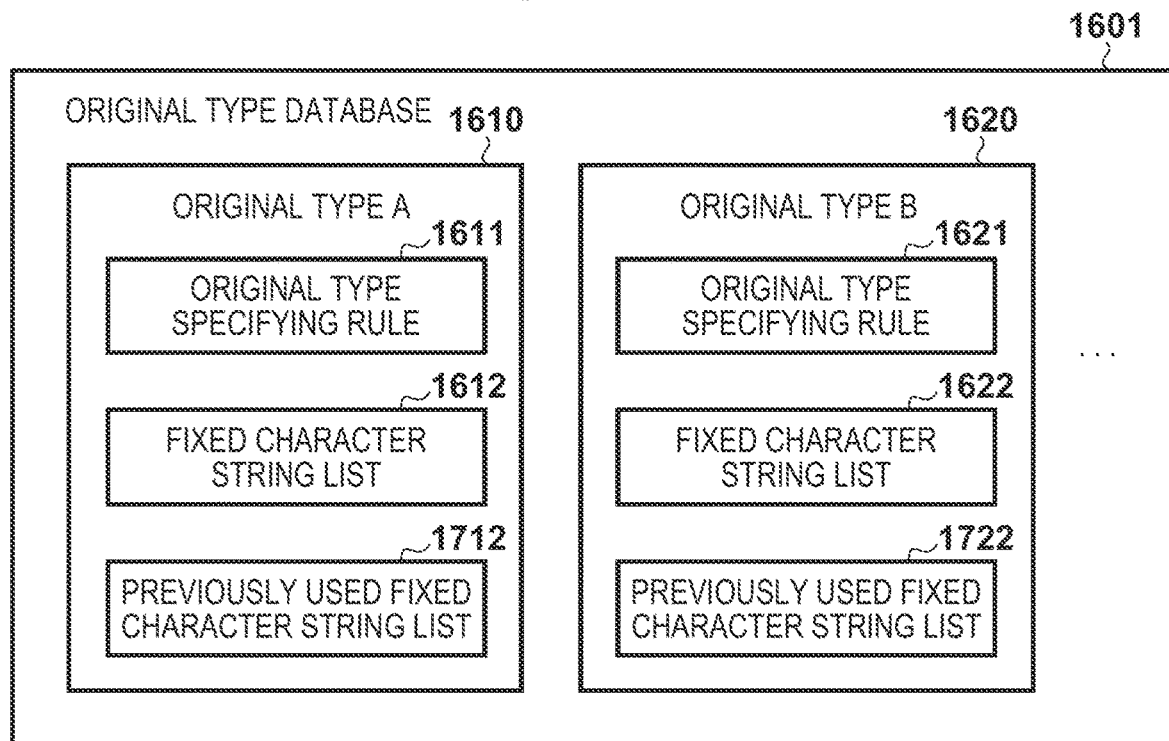 1601
ORIGINAL TYPE DATABASE
1610
1620
ORIGINAL TYPE A
ORIGINAL TYPE B
1611
1621
ORIGINAL TYPE
SPECIFYING RULE
ORIGINAL TYPE
SPECIFYING RULE
. . .
1612
1622
FIXED CHARACTER
STRING LIST
FIXED CHARACTER
STRING LIST
1712
1722
PREVIOUSLY USED FIXED
CHARACTER STRING LIST
PREVIOUSLY USED FIXED
CHARACTER STRING LIST